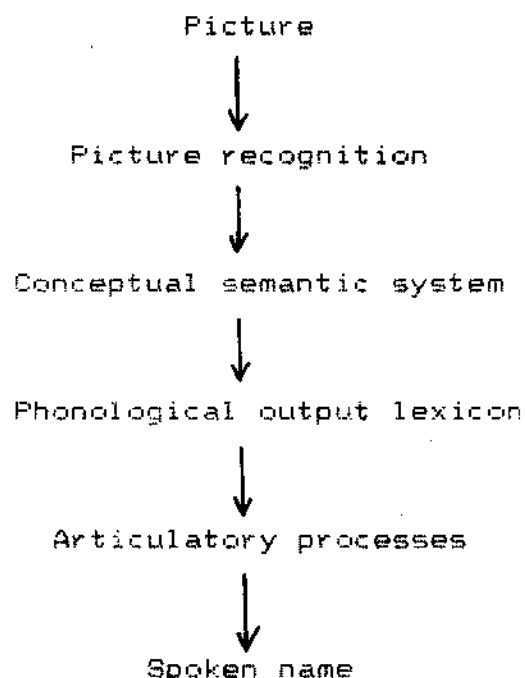 Picture
Picture recognition
Conceptual semantic system
Phonological output lexicon
Articulatory processes
Spoken name